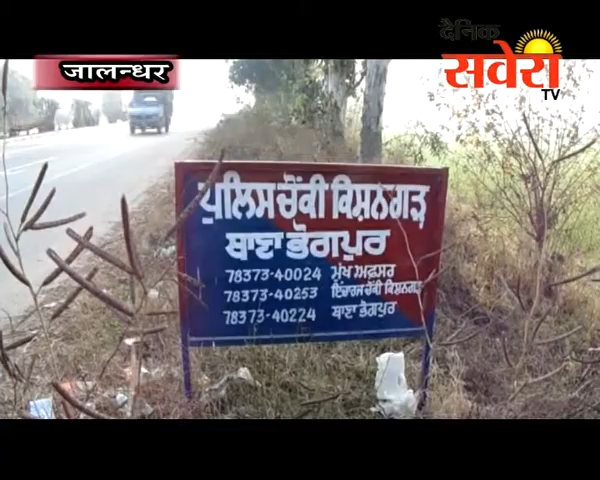 दैनिक
सवेरा
TV
जालन्धर
ਪੁਲਿਸ ਚੌਂਕੀ ਕਿਸ਼ਨਗੜ੍ਹ
ਥਾਣਾ ਭੋਗਪੁਰ
78373-40024 ਮੁੱਖ ਅਫਸਰ
78373-40253 ਇੰਚਾਰਜ ਚੌਂਕੀ ਕਿਸ਼ਨਗੜ
78373-40224 ਥਾਣਾ ਭੋਗਪੁਰ